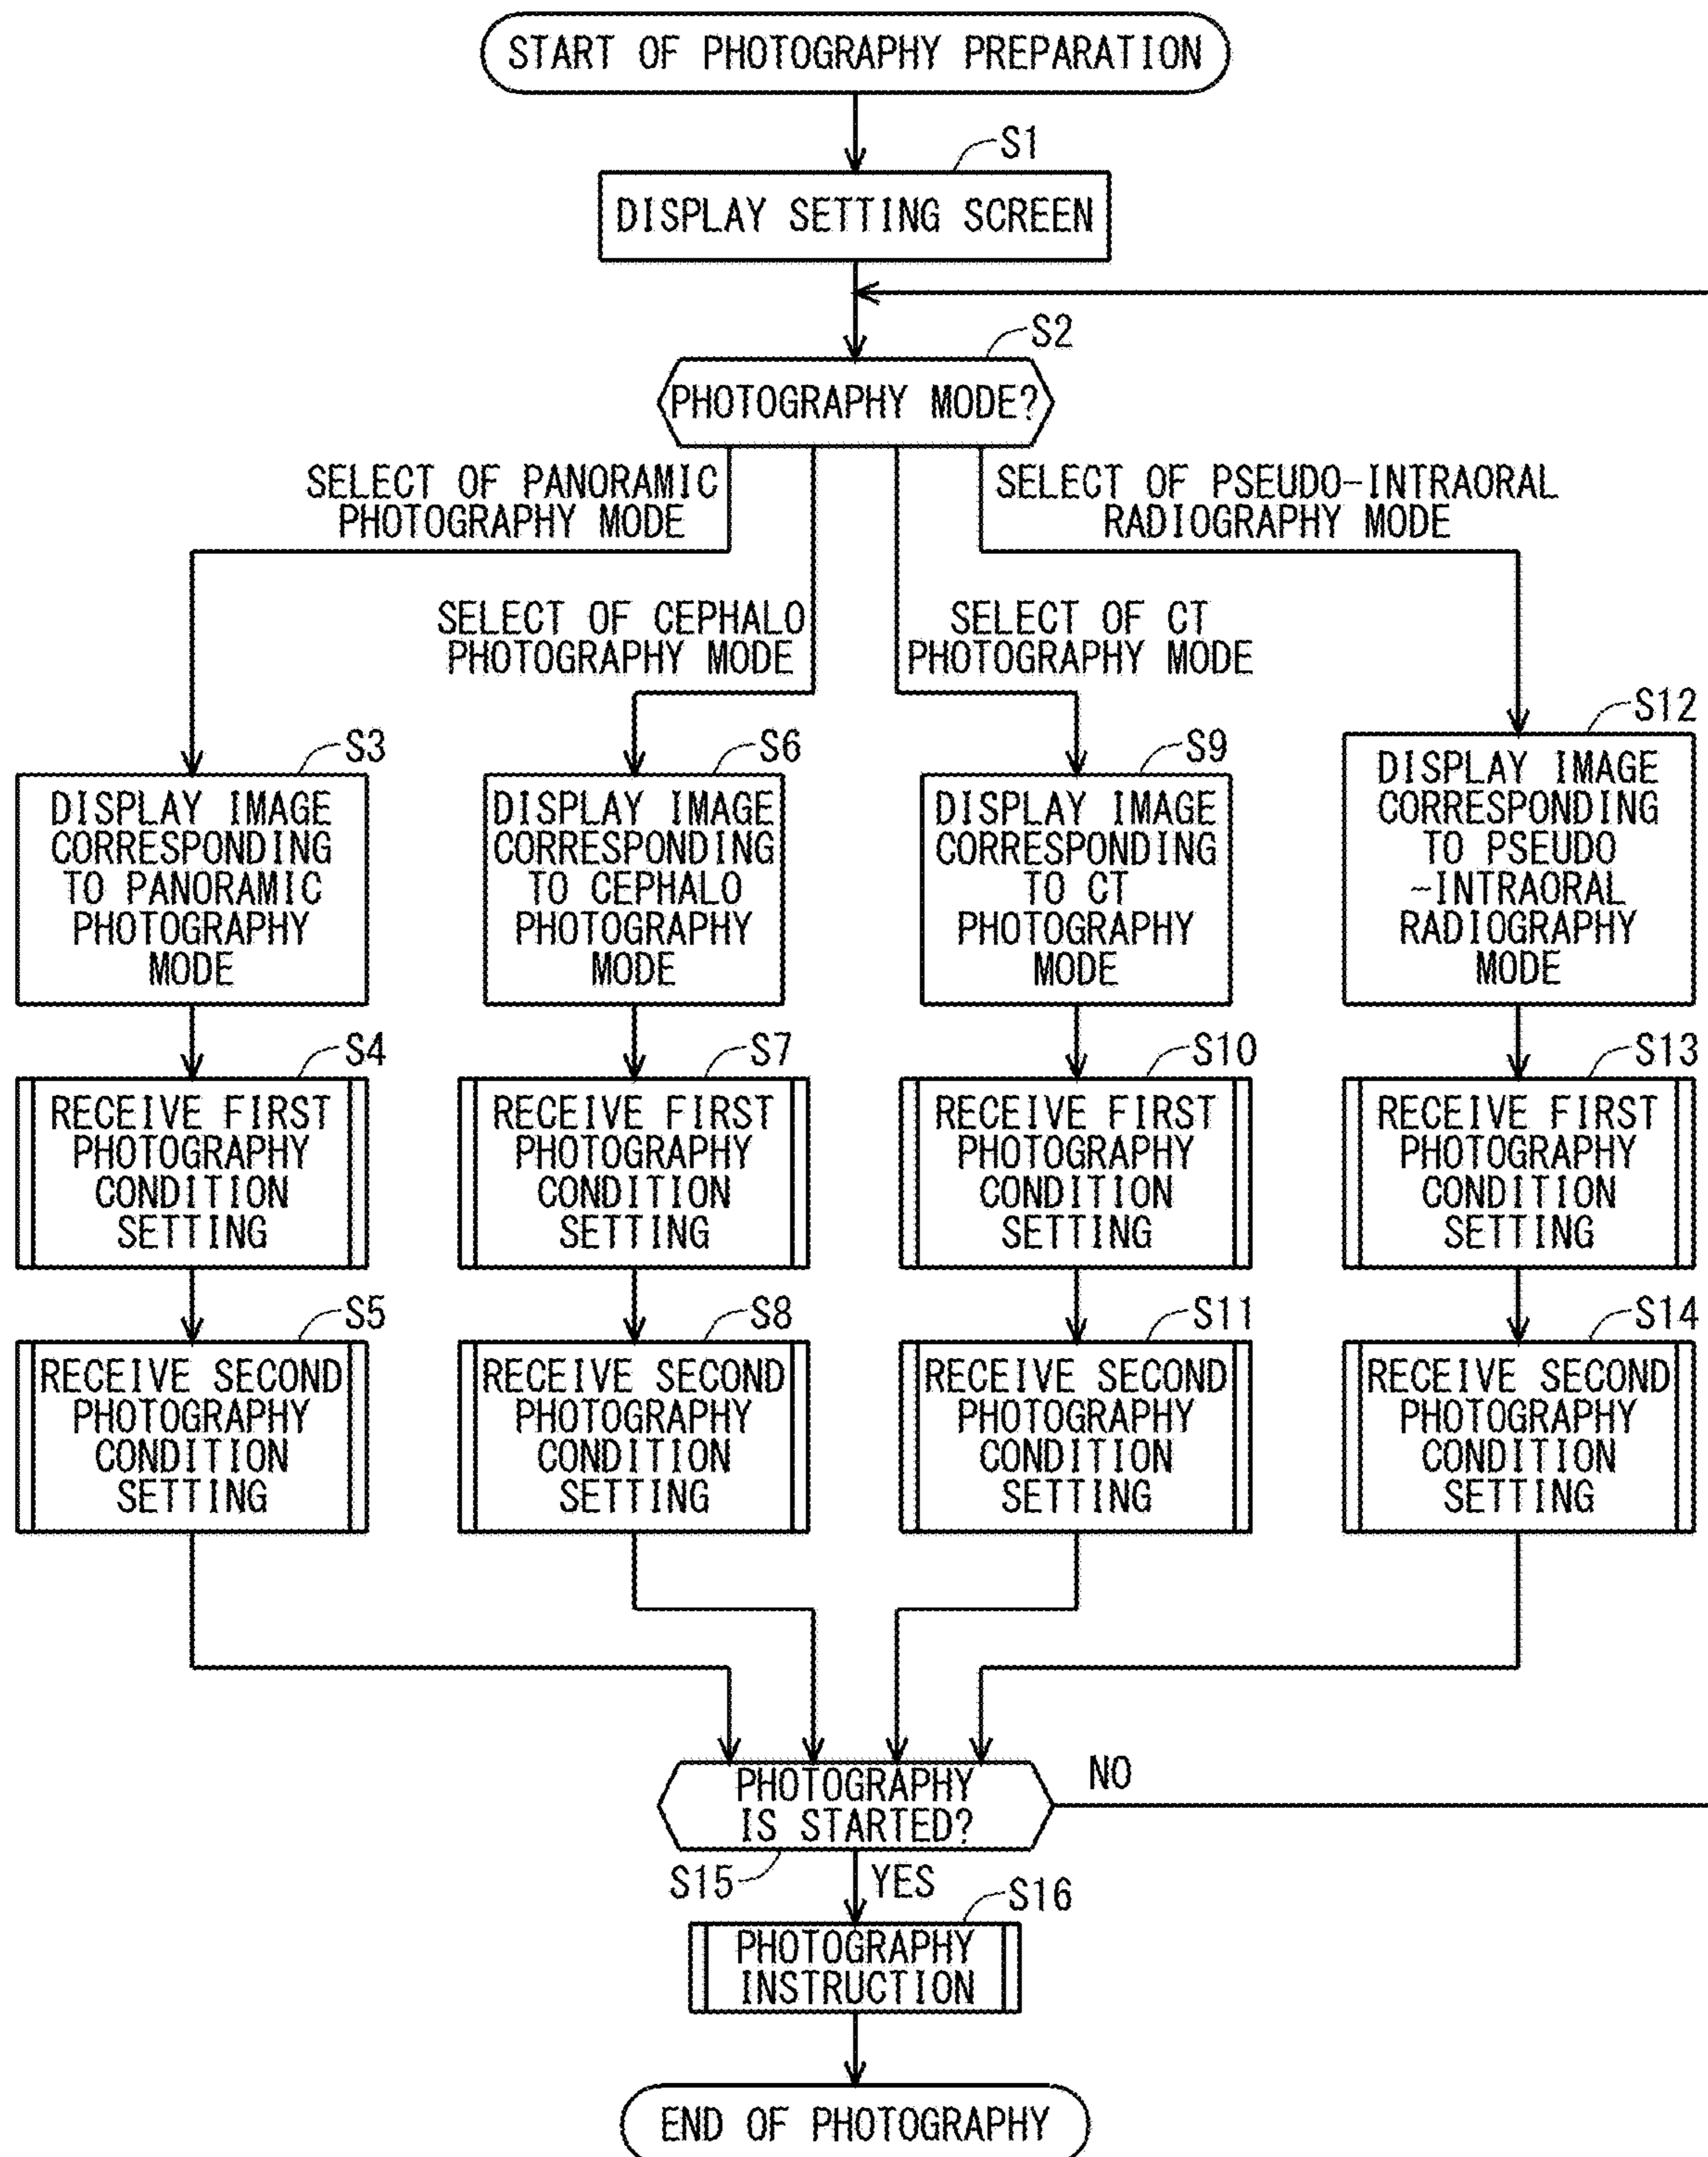 START OF PHOTOGRAPHY PREPARATION
S1
DISPLAY SETTING SCREEN
S2
PHOTOGRAPHY MODE?
SELECT OF PANORAMIC
PHOTOGRAPHY MODE
SELECT OF PSEUDO-INTRAORAL
RADIOGRAPHY MODE
SELECT OF CEPHALO
PHOTOGRAPHY MODE
SELECT OF CT
PHOTOGRAPHY MODE
S3
DISPLAY IMAGE
CORRESPONDING
TO PANORAMIC
PHOTOGRAPHY
MODE
S6
DISPLAY IMAGE
CORRESPONDING
TO CEPHALO
PHOTOGRAPHY
MODE
S9
DISPLAY IMAGE
CORRESPONDING
TO CT
PHOTOGRAPHY
MODE
S12
DISPLAY IMAGE
CORRESPONDING
TO PSEUDO
-INTRAORAL
RADIOGRAPHY
MODE
S4
RECEIVE FIRST
PHOTOGRAPHY
CONDITION
SETTING
S7
RECEIVE FIRST
PHOTOGRAPHY
CONDITION
SETTING
S10
RECEIVE FIRST
PHOTOGRAPHY
CONDITION
SETTING
S13
RECEIVE FIRST
PHOTOGRAPHY
CONDITION
SETTING
S5
RECEIVE SECOND
PHOTOGRAPHY
CONDITION
SETTING
S8
RECEIVE SECOND
PHOTOGRAPHY
CONDITION
SETTING
S11
RECEIVE SECOND
PHOTOGRAPHY
CONDITION
SETTING
S14
RECEIVE SECOND
PHOTOGRAPHY
CONDITION
SETTING
PHOTOGRAPHY
IS STARTED?
NO
S15
YES
S16
PHOTOGRAPHY
INSTRUCTION
END OF PHOTOGRAPHY